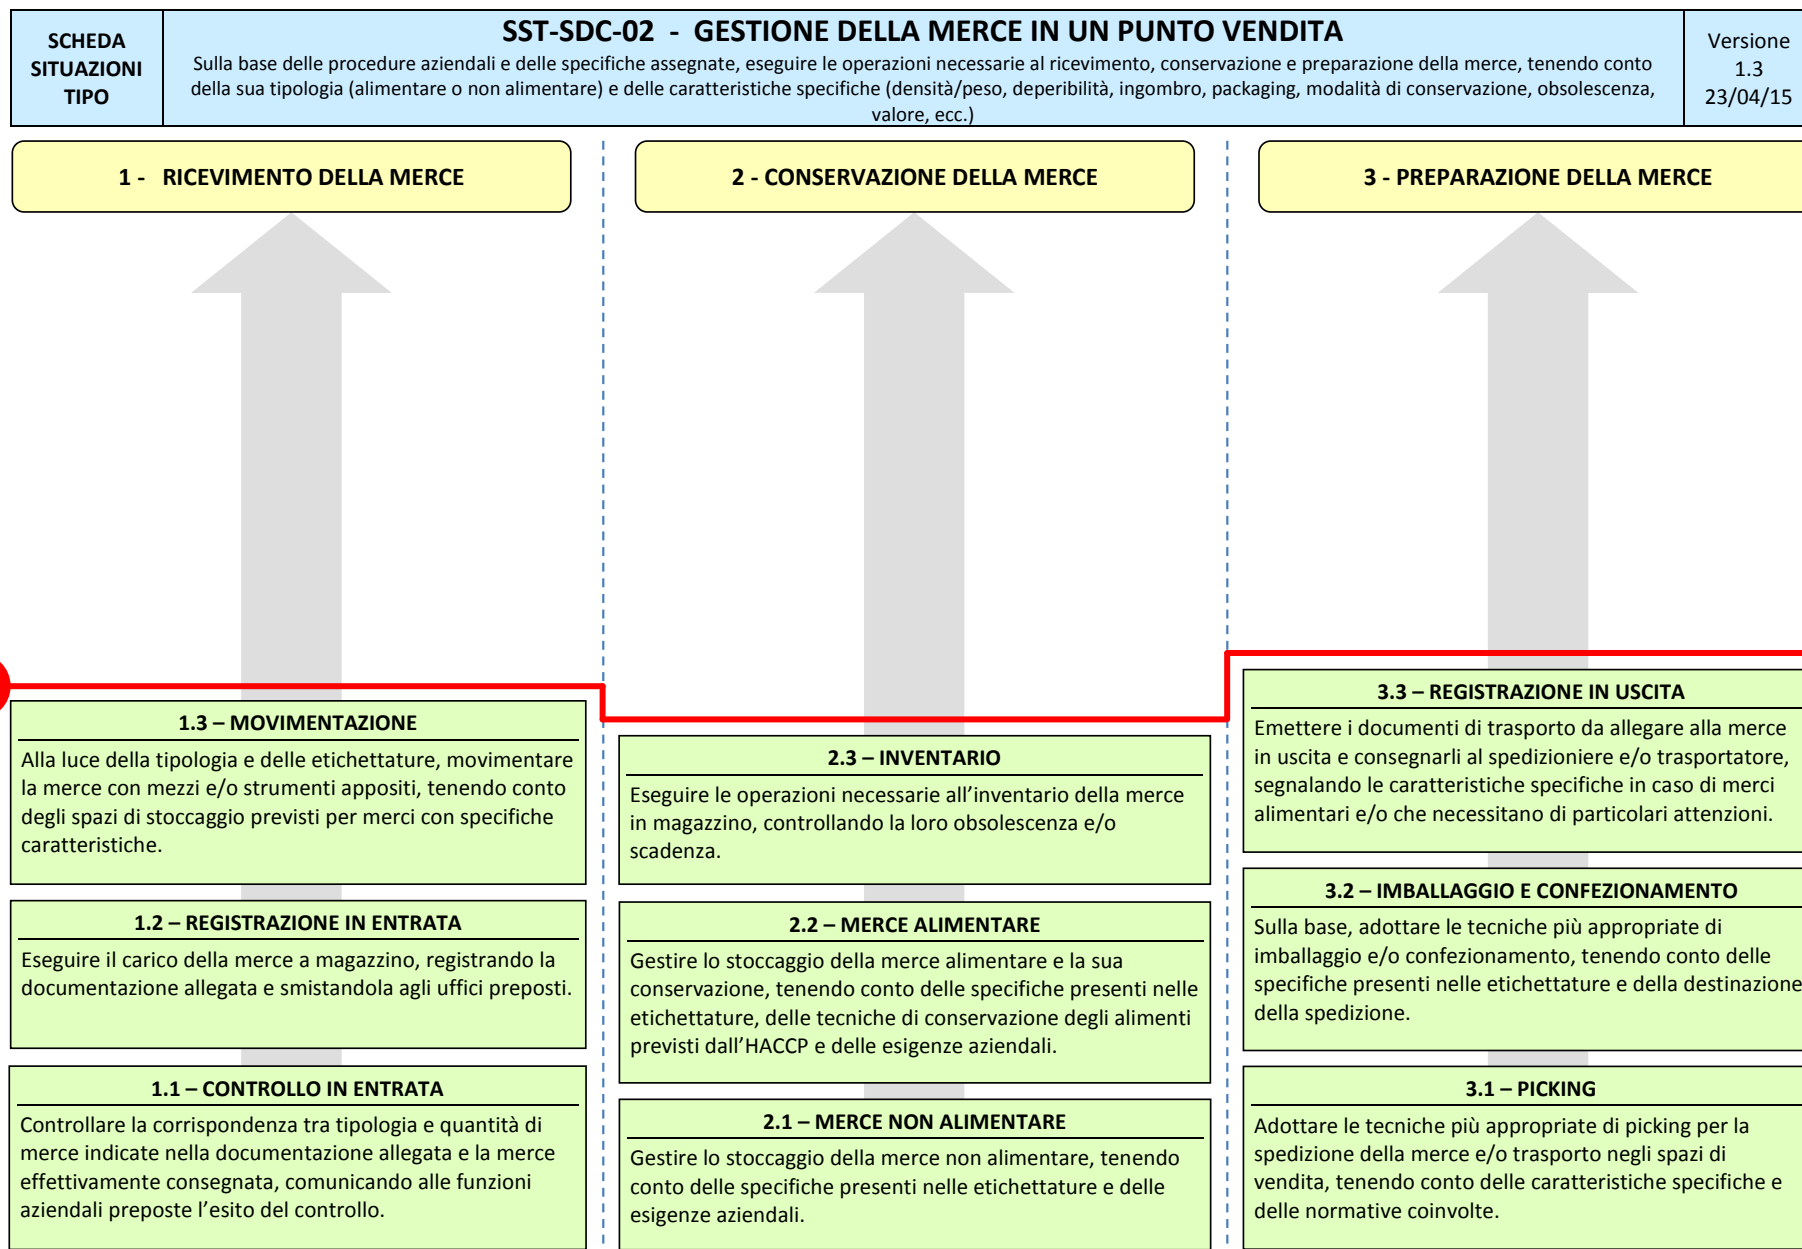 SCHEDA
SITUAZIONI
TIPO
SST-SDC-02 - GESTIONE DELLA MERCE IN UN PUNTO VENDITA
Sulla base delle procedure aziendali e delle specifiche assegnate, eseguire le operazioni necessarie al ricevimento, conservazione e preparazione della merce, tenendo conto
della sua tipologia (alimentare o non alimentare) e delle caratteristiche specifiche (densità/peso, deperibilità, ingombro, packaging, modalità di conservazione, obsolescenza,
valore, ecc.)
Versione
1.3
23/04/15
1 - RICEVIMENTO DELLA MERCE
1.3 – MOVIMENTAZIONE
Alla luce della tipologia e delle etichettature, movimentare
la merce con mezzi e/o strumenti appositi, tenendo conto
degli spazi di stoccaggio previsti per merci con specifiche
caratteristiche.
1.2 – REGISTRAZIONE IN ENTRATA
Eseguire il carico della merce a magazzino, registrando la
documentazione allegata e smistandola agli uffici preposti.
1.1 – CONTROLLO IN ENTRATA
Controllare la corrispondenza tra tipologia e quantità di
merce indicate nella documentazione allegata e la merce
effettivamente consegnata, comunicando alle funzioni
aziendali preposte l’esito del controllo.
2 - CONSERVAZIONE DELLA MERCE
2.3 – INVENTARIO
Eseguire le operazioni necessarie all’inventario della merce
in magazzino, controllando la loro obsolescenza e/o
scadenza.
2.2 – MERCE ALIMENTARE
Gestire lo stoccaggio della merce alimentare e la sua
conservazione, tenendo conto delle specifiche presenti nelle
etichettature, delle tecniche di conservazione degli alimenti
previsti dall’HACCP e delle esigenze aziendali.
2.1 – MERCE NON ALIMENTARE
Gestire lo stoccaggio della merce non alimentare, tenendo
conto delle specifiche presenti nelle etichettature e delle
esigenze aziendali.
3 - PREPARAZIONE DELLA MERCE
3.3 – REGISTRAZIONE IN USCITA
Emettere i documenti di trasporto da allegare alla merce
in uscita e consegnarli al spedizioniere e/o trasportatore,
segnalando le caratteristiche specifiche in caso di merci
alimentari e/o che necessitano di particolari attenzioni.
3.2 – IMBALLAGGIO E CONFEZIONAMENTO
Sulla base, adottare le tecniche più appropriate di
imballaggio e/o confezionamento, tenendo conto delle
specifiche presenti nelle etichettature e della destinazione
della spedizione.
3.1 – PICKING
Adottare le tecniche più appropriate di picking per la
spedizione della merce e/o trasporto negli spazi di
vendita, tenendo conto delle caratteristiche specifiche e
delle normative coinvolte.